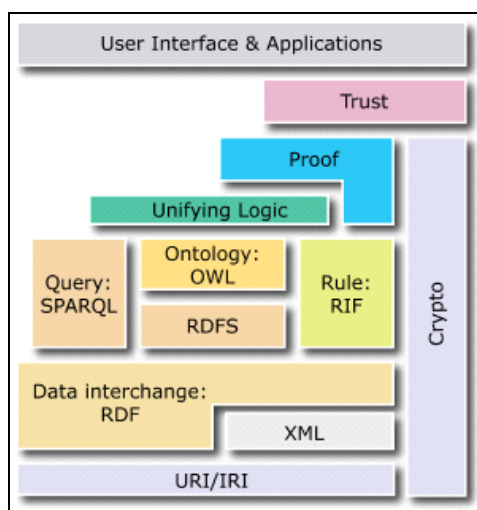 User Interface & Applications
Trust
Proof
Unifying Logic
Query:
SPARQL
Ontology:
OWL
RDFS
Rule:
RIF
Crypto
Data interchange:
RDF
XML
URI/IRI